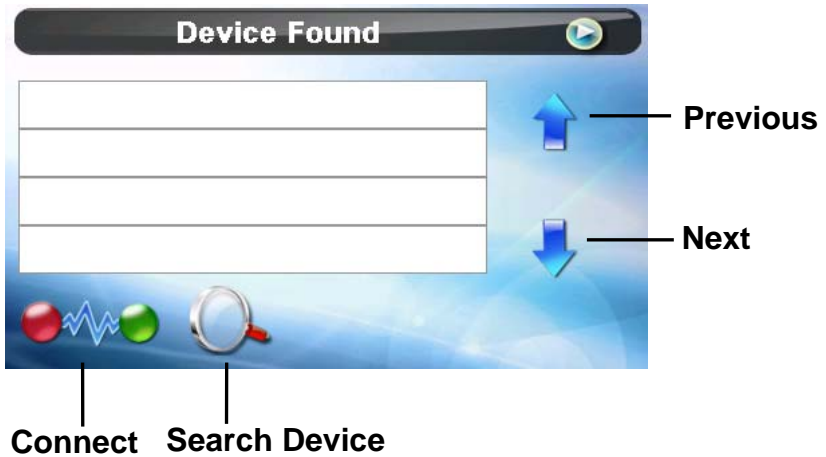 Device Found
Previous
Next
Connect
Search Device